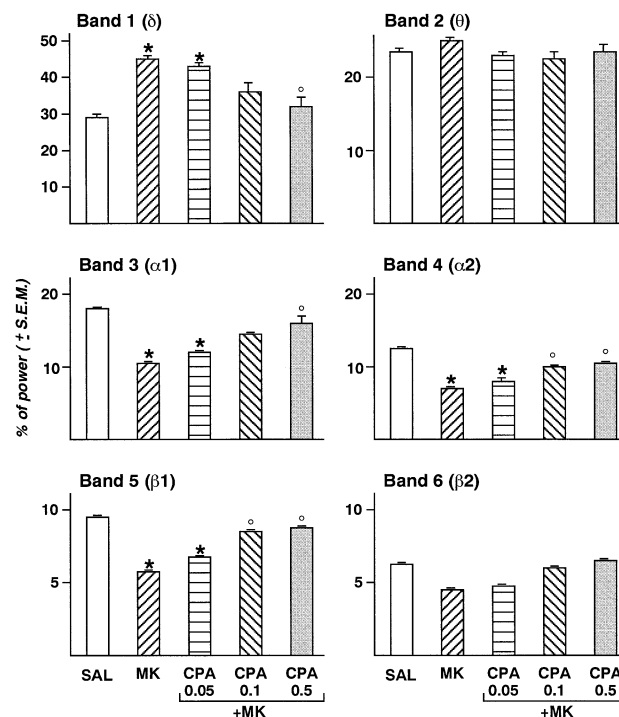 Band 1 (δ)
Band 2 (θ)
50
40
30
20
10
*
*
°
20
10
Band 3 (α1)
Band 4 (α2)
% of power ( ± S.E.M.)
20
10
*
*
°
20
10
*
*
°
°
Band 5 (β1)
Band 6 (β2)
10
5
*
*
°
°
10
5
SAL MK CPA CPA CPA
0.05 0.1 0.5
+MK
SAL MK CPA CPA CPA
0.05 0.1 0.5
+MK